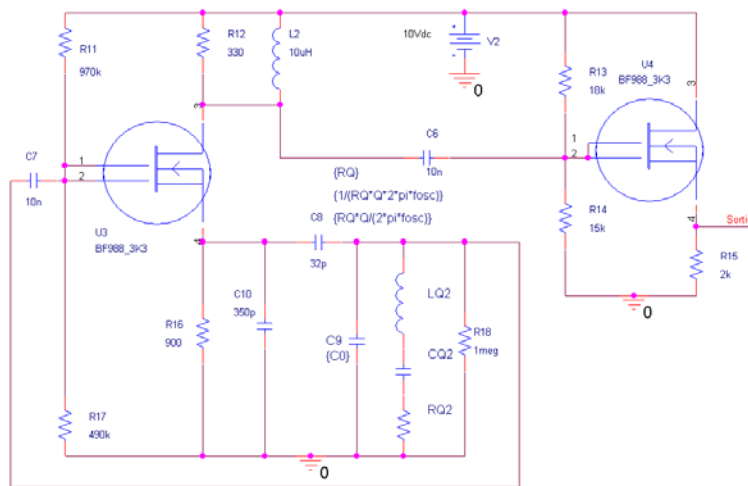 R11
970k
R12
330
L2
10uH
10Vdc
V2
0
R13
18k
U4
BF988_3K3
3
1
2
4
Sorti
R14
15k
R15
2k
0
C6
10n
3
1
2
4
C7
10n
U3
BF988_3K3
{RQ}
{1/(RQ*Q*2*pi*fosc)}
{RQ*Q/(2*pi*fosc)}
C8
32p
C10
350p
R16
900
C9
{C0}
LQ2
CQ2
RQ2
R18
1meg
R17
490k
0